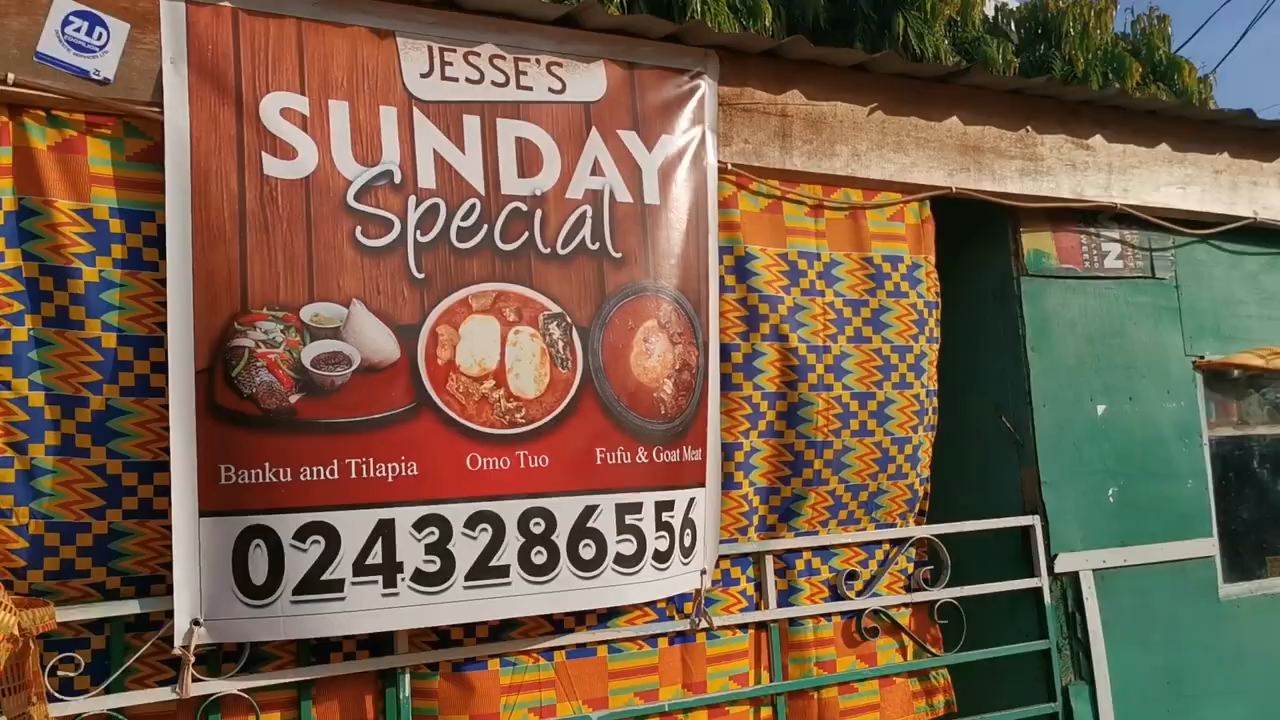 ZLD
JESSE'S
SUNDAY
Special
Banku and Tilapia
Omo Tuo
Fufu & Goat Meat
0243286556